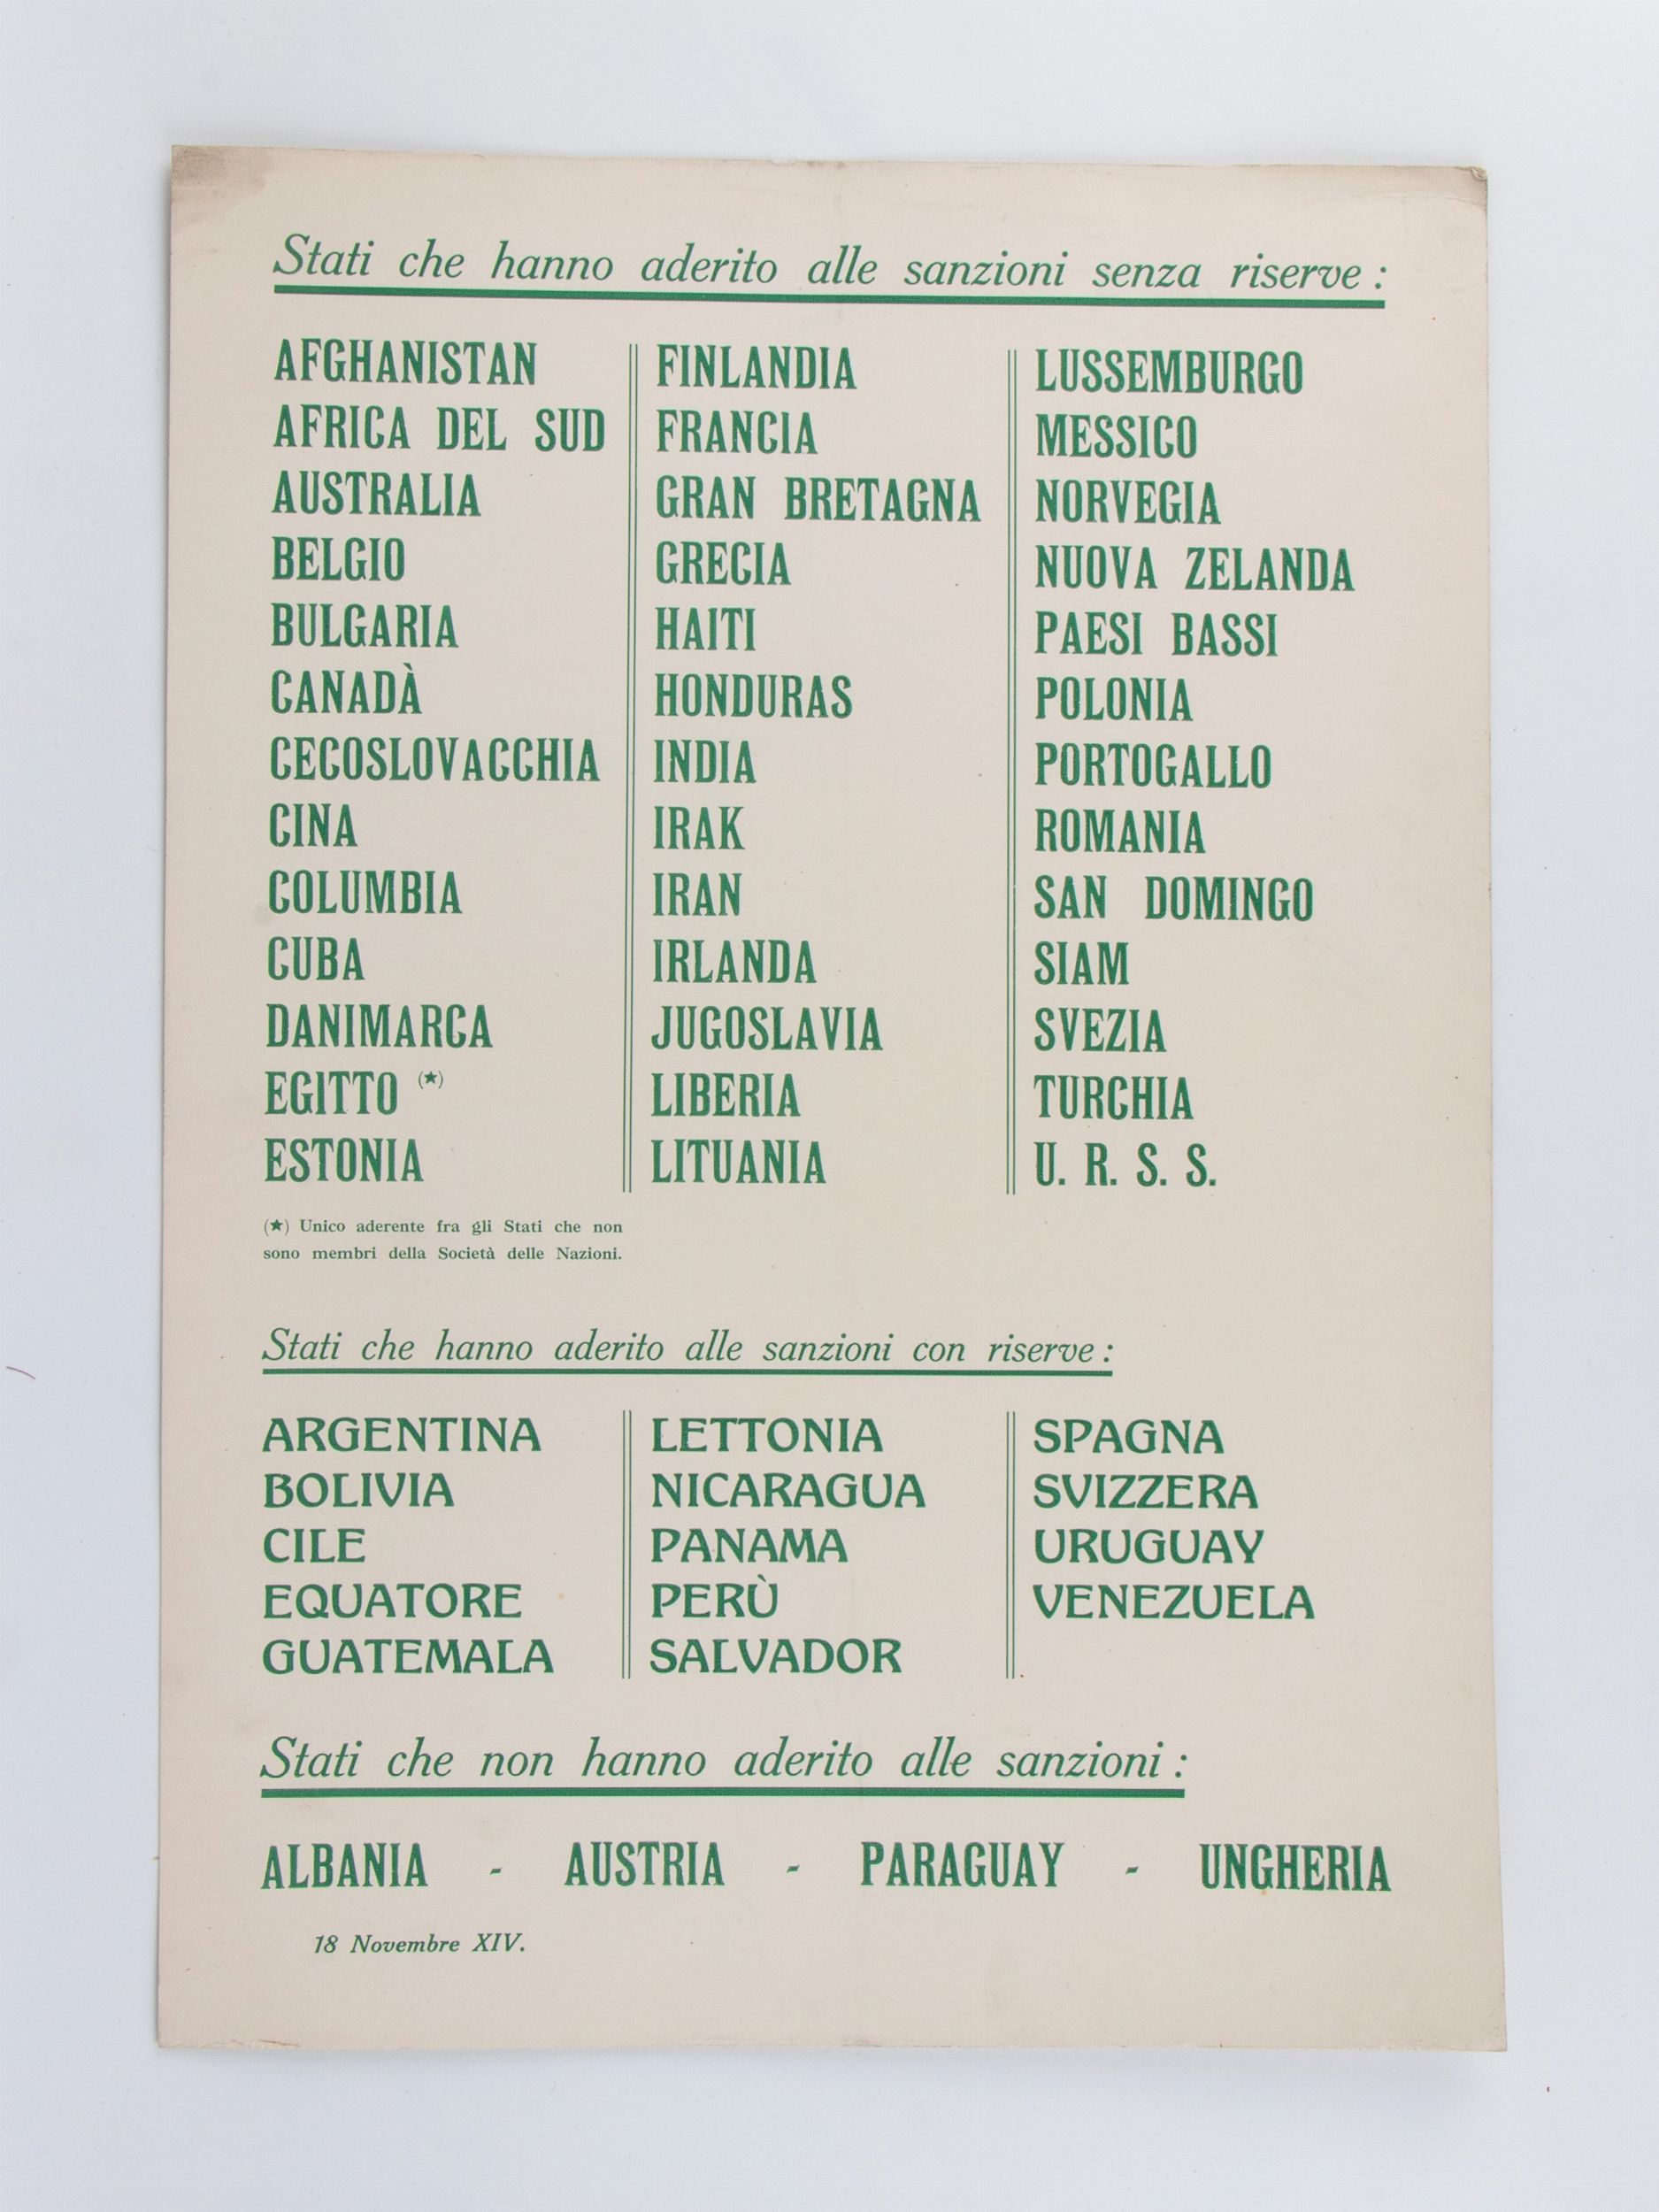 Stati che hanno aderito alle sanzioni senza riserve :
AFGHANISTAN
AFRICA DEL SUD
AUSTRALIA
BELGIO
BULGARIA
CANADÀ
CECOSLOVACCHIA
CINA
COLUMBIA
CUBA
DANIMARCA
EGITTO (★)
ESTONIA
(★) Unico aderente fra gli Stati che non
sono membri della Società delle Nazioni.
FINLANDIA
FRANCIA
GRAN BRETAGNA
GRECIA
HAITI
HONDURAS
INDIA
IRAK
IRAN
IRLANDA
JUGOSLAVIA
LIBERIA
LITUANIA
LUSSEMBURGO
MESSICO
NORVEGIA
NUOVA ZELANDA
PAESI BASSI
POLONIA
PORTOGALLO
ROMANIA
SAN DOMINGO
SIAM
SVEZIA
TURCHIA
U. R. S. S.
Stati che hanno aderito alle sanzioni con riserve :
ARGENTINA
BOLIVIA
CILE
EQUATORE
GUATEMALA
LETTONIA
NICARAGUA
PANAMA
PERÙ
SALVADOR
SPAGNA
SVIZZERA
URUGUAY
VENEZUELA
Stati che non hanno aderito alle sanzioni :
ALBANIA - AUSTRIA - PARAGUAY - UNGHERIA
18 Novembre XIV.